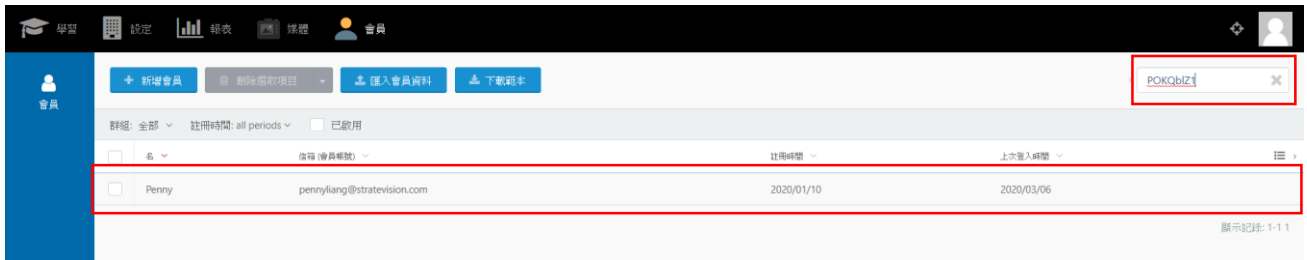 學習 設定 報表 媒體 會員
會員
+ 新增會員 刪除選取項目 匯入會員資料 下載範本 POKQblZ1
群組: 全部 註冊時間: all periods 已啟用
名 信箱 (會員帳號) 註冊時間 上次登入時間
Penny pennyliang@stratevision.com 2020/01/10 2020/03/06
顯示記錄: 1-1 1